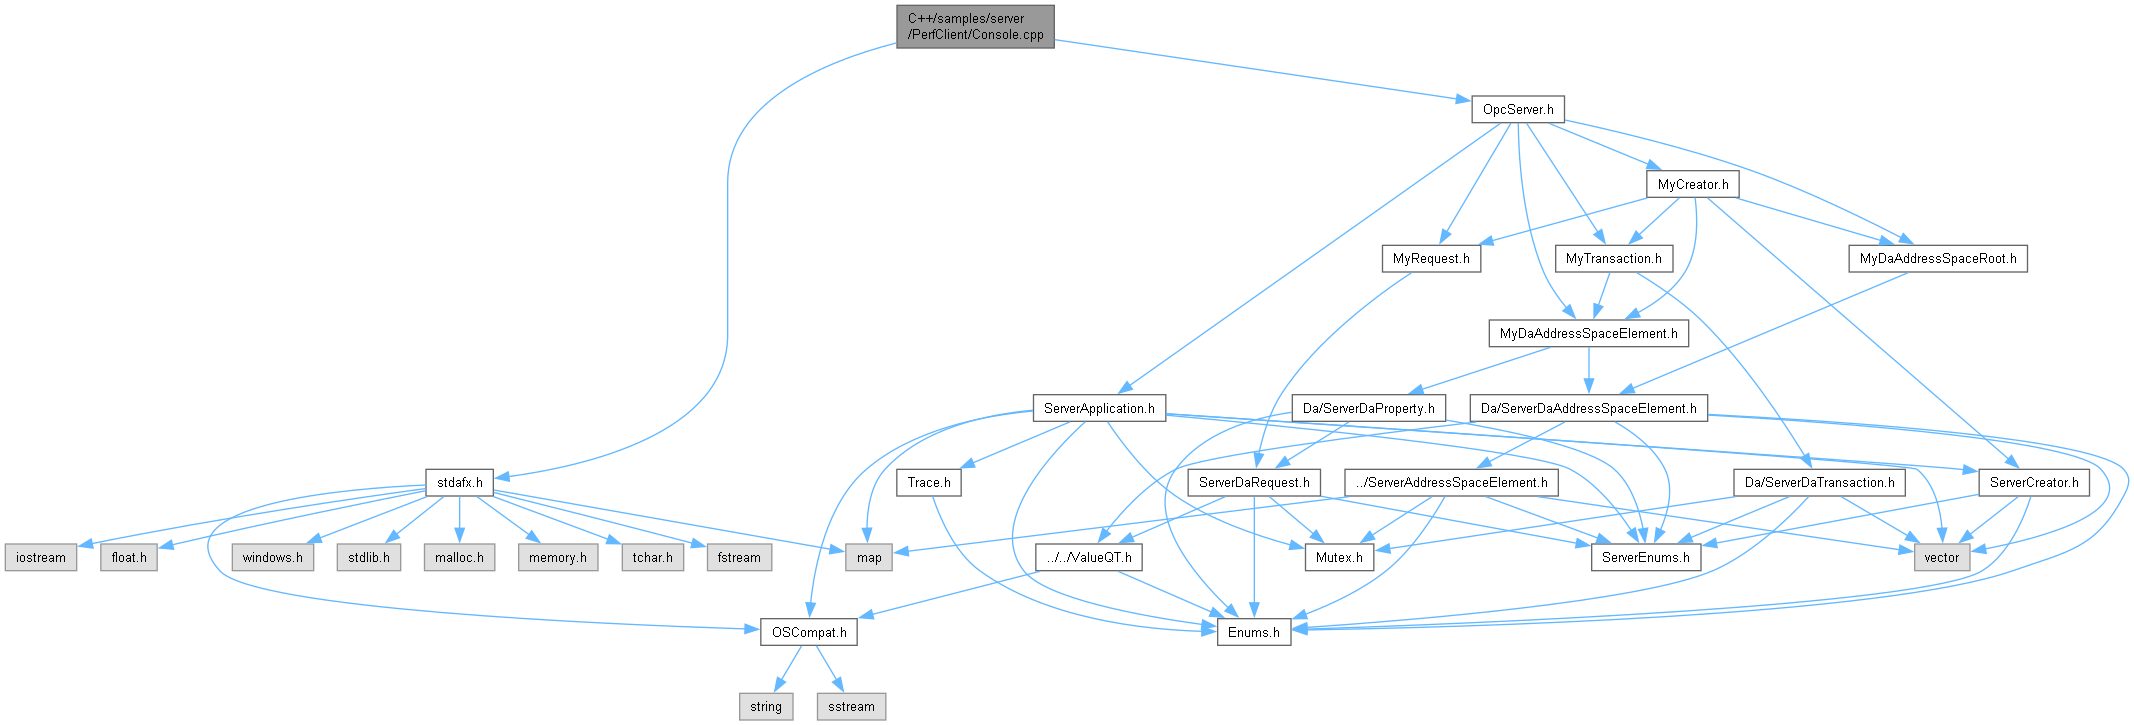 C++/samples/server
/PerfClient/Console.cpp
OpcServer.h
MyCreator.h
MyRequest.h
MyTransaction.h
MyDaAddressSpaceRoot.h
MyDaAddressSpaceElement.h
ServerApplication.h
Da/ServerDaProperty.h
Da/ServerDaAddressSpaceElement.h
stdafx.h
Trace.h
ServerDaRequest.h
../ServerAddressSpaceElement.h
Da/ServerDaTransaction.h
ServerCreator.h
iostream
float.h
windows.h
stdlib.h
malloc.h
memory.h
tchar.h
fstream
map
../../ValueQT.h
Mutex.h
ServerEnums.h
vector
OSCompat.h
Enums.h
string
sstream